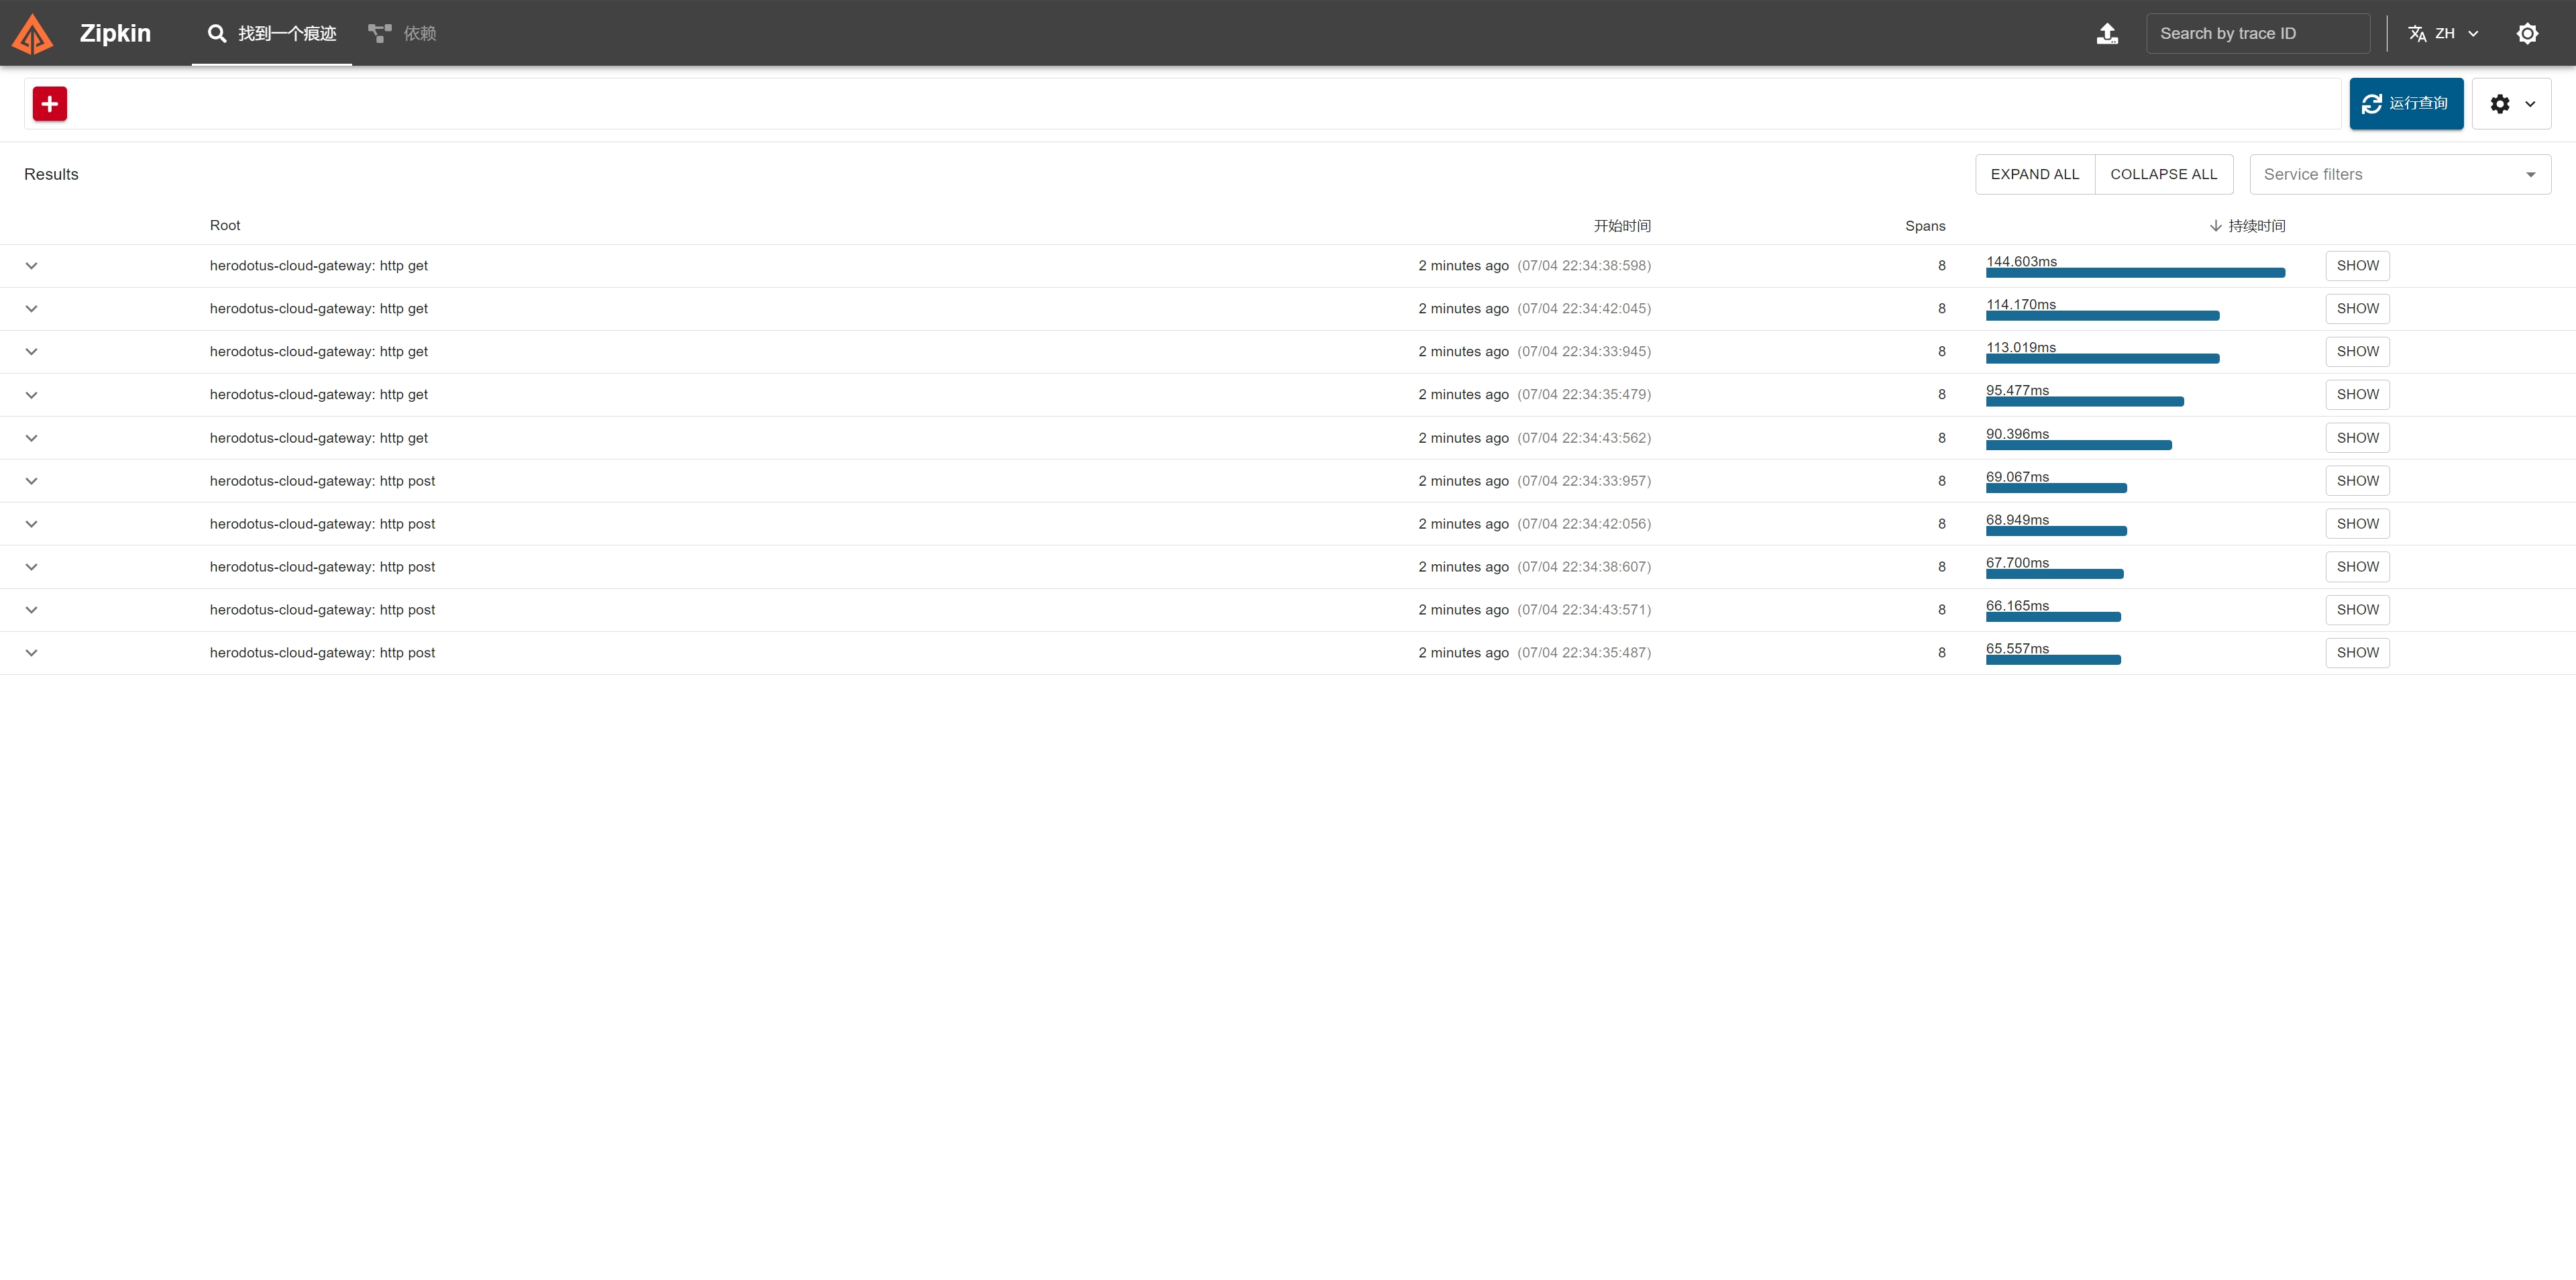 Zipkin 找到一个痕迹 依赖 Search by trace ID ZH
运行查询
Results EXPAND ALL COLLAPSE ALL Service filters
Root 开始时间 Spans 持续时间
herodotus-cloud-gateway: http get 2 minutes ago (07/04 22:34:38:598) 8 144.603ms SHOW
herodotus-cloud-gateway: http get 2 minutes ago (07/04 22:34:42:045) 8 114.170ms SHOW
herodotus-cloud-gateway: http get 2 minutes ago (07/04 22:34:33:945) 8 113.019ms SHOW
herodotus-cloud-gateway: http get 2 minutes ago (07/04 22:34:35:479) 8 95.477ms SHOW
herodotus-cloud-gateway: http get 2 minutes ago (07/04 22:34:43:562) 8 90.396ms SHOW
herodotus-cloud-gateway: http post 2 minutes ago (07/04 22:34:33:957) 8 69.067ms SHOW
herodotus-cloud-gateway: http post 2 minutes ago (07/04 22:34:42:056) 8 68.949ms SHOW
herodotus-cloud-gateway: http post 2 minutes ago (07/04 22:34:38:607) 8 67.700ms SHOW
herodotus-cloud-gateway: http post 2 minutes ago (07/04 22:34:43:571) 8 66.165ms SHOW
herodotus-cloud-gateway: http post 2 minutes ago (07/04 22:34:35:487) 8 65.557ms SHOW